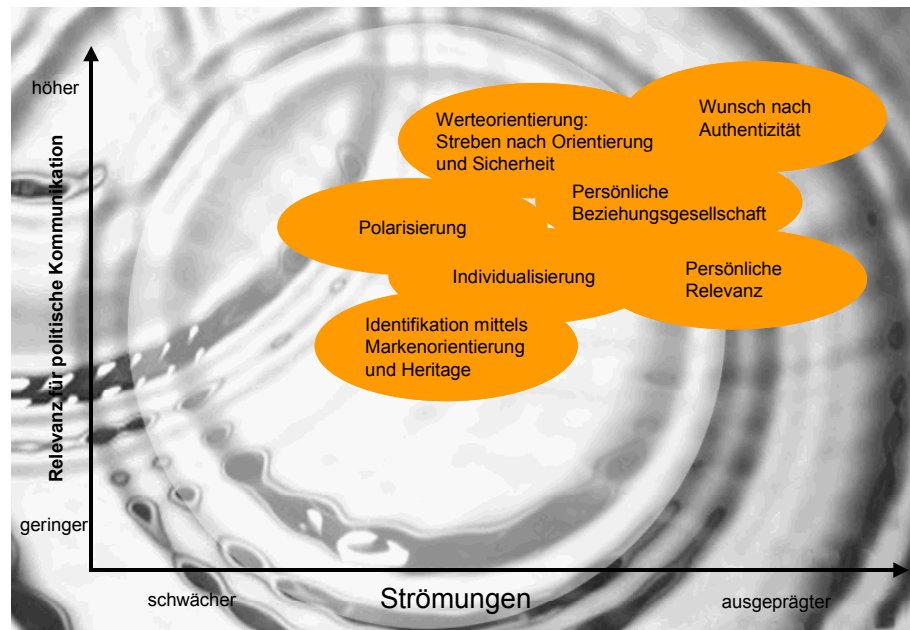 höher
Relevanz für politische Kommunikation
geringer
Werteorientierung:
Streben nach Orientierung
und Sicherheit
Wunsch nach
Authentizität
Persönliche
Beziehungsgesellschaft
Polarisierung
Individualisierung
Persönliche
Relevanz
Identifikation mittels
Markenorientierung
und Heritage
schwächer
Strömungen
ausgeprägter